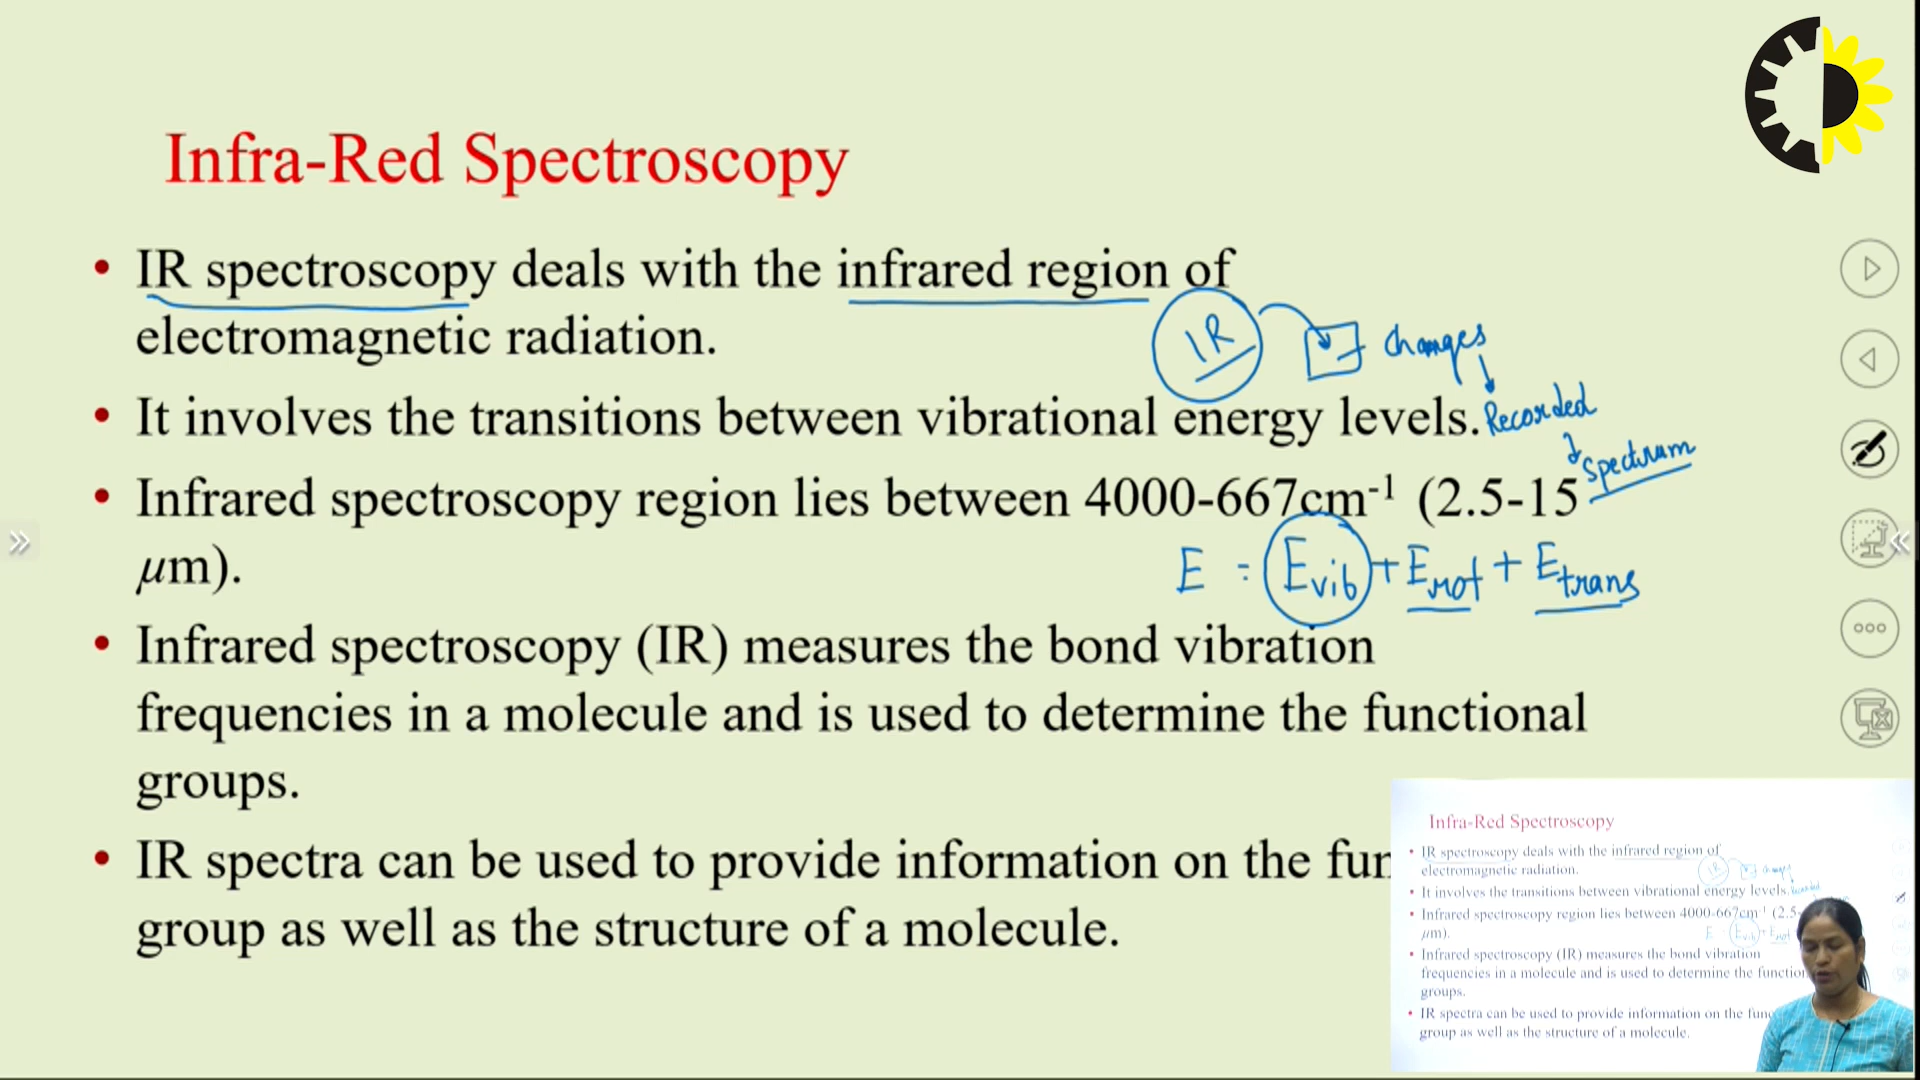 Infra-Red Spectroscopy
• IR spectroscopy deals with the infrared region of
electromagnetic radiation.
IR changes
• It involves the transitions between vibrational energy levels. Recorded
Spectrum
• Infrared spectroscopy region lies between 4000-667cm⁻¹ (2.5-15
μm).
E = Evib + Erot + Etrans
• Infrared spectroscopy (IR) measures the bond vibration
frequencies in a molecule and is used to determine the functional
groups.
• IR spectra can be used to provide information on the fun
group as well as the structure of a molecule.
Infra-Red Spectroscopy
• IR spectroscopy deals with the infrared region of
electromagnetic radiation.
IR changes
• It involves the transitions between vibrational energy levels. Recorded
• Infrared spectroscopy region lies between 4000-667cm⁻¹ (2.5-
μm).
E Evib + Erot
• Infrared spectroscopy (IR) measures the bond vibration
frequencies in a molecule and is used to determine the function
groups.
• IR spectra can be used to provide information on the func
group as well as the structure of a molecule.